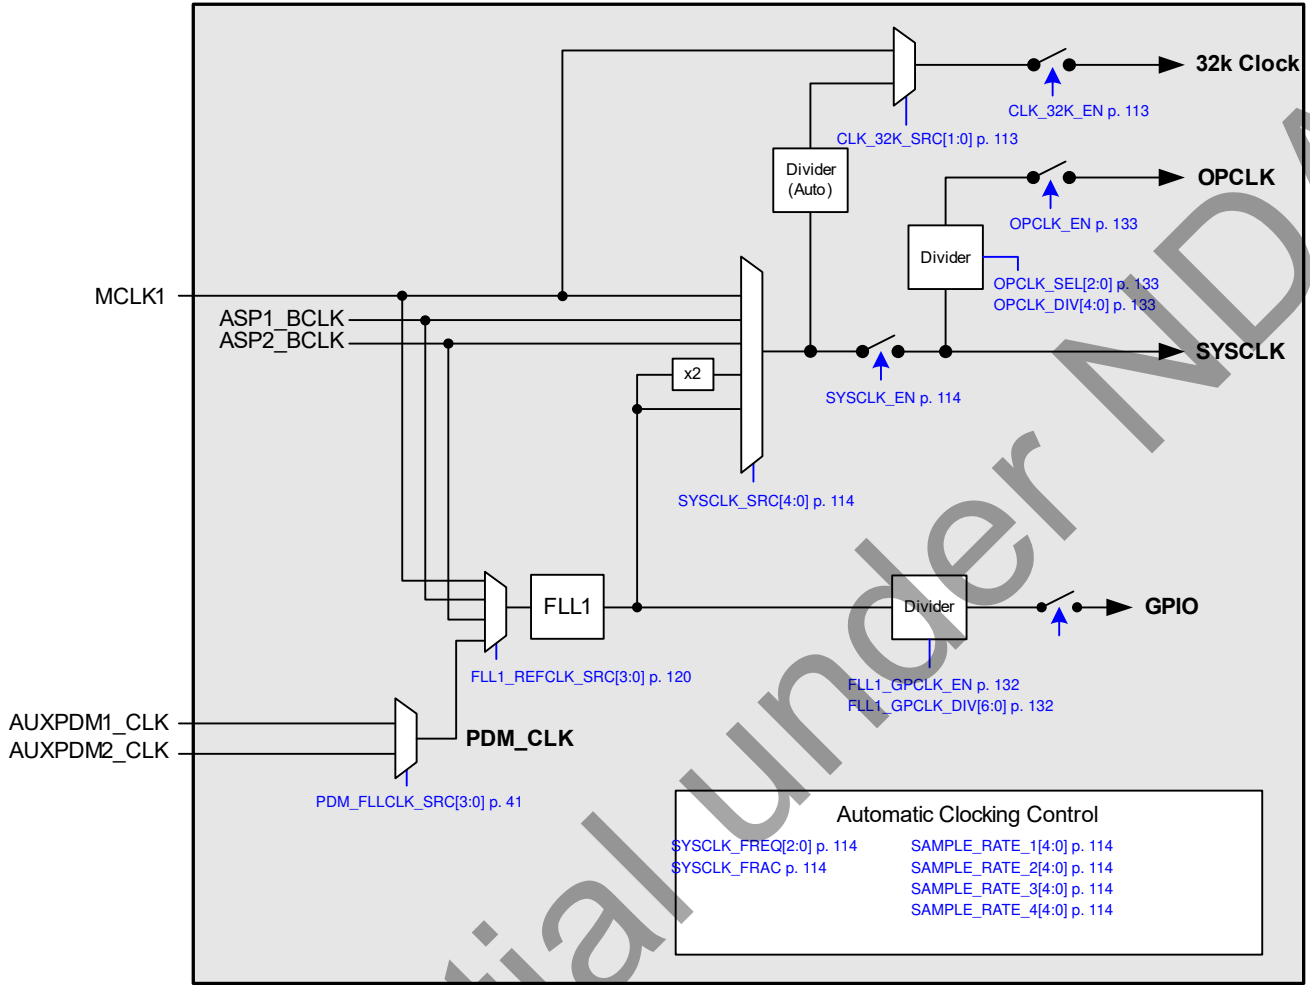 32k Clock
CLK_32K_EN p. 113
CLK_32K_SRC[1:0] p. 113
Divider
(Auto)
OPCLK
OPCLK_EN p. 133
Divider
OPCLK_SEL[2:0] p. 133
OPCLK_DIV[4:0] p. 133
MCLK1
ASP1_BCLK
ASP2_BCLK
x2
SYSCLK
SYSCLK_EN p. 114
SYSCLK_SRC[4:0] p. 114
FLL1
Divider
GPIO
FLL1_REFCLK_SRC[3:0] p. 120
FLL1_GPCLK_EN p. 132
FLL1_GPCLK_DIV[6:0] p. 132
AUXPDM1_CLK
AUXPDM2_CLK
PDM_CLK
PDM_FLLCLK_SRC[3:0] p. 41
Automatic Clocking Control
SYSCLK_FREQ[2:0] p. 114
SYSCLK_FRAC p. 114
SAMPLE_RATE_1[4:0] p. 114
SAMPLE_RATE_2[4:0] p. 114
SAMPLE_RATE_3[4:0] p. 114
SAMPLE_RATE_4[4:0] p. 114
tial under NDA